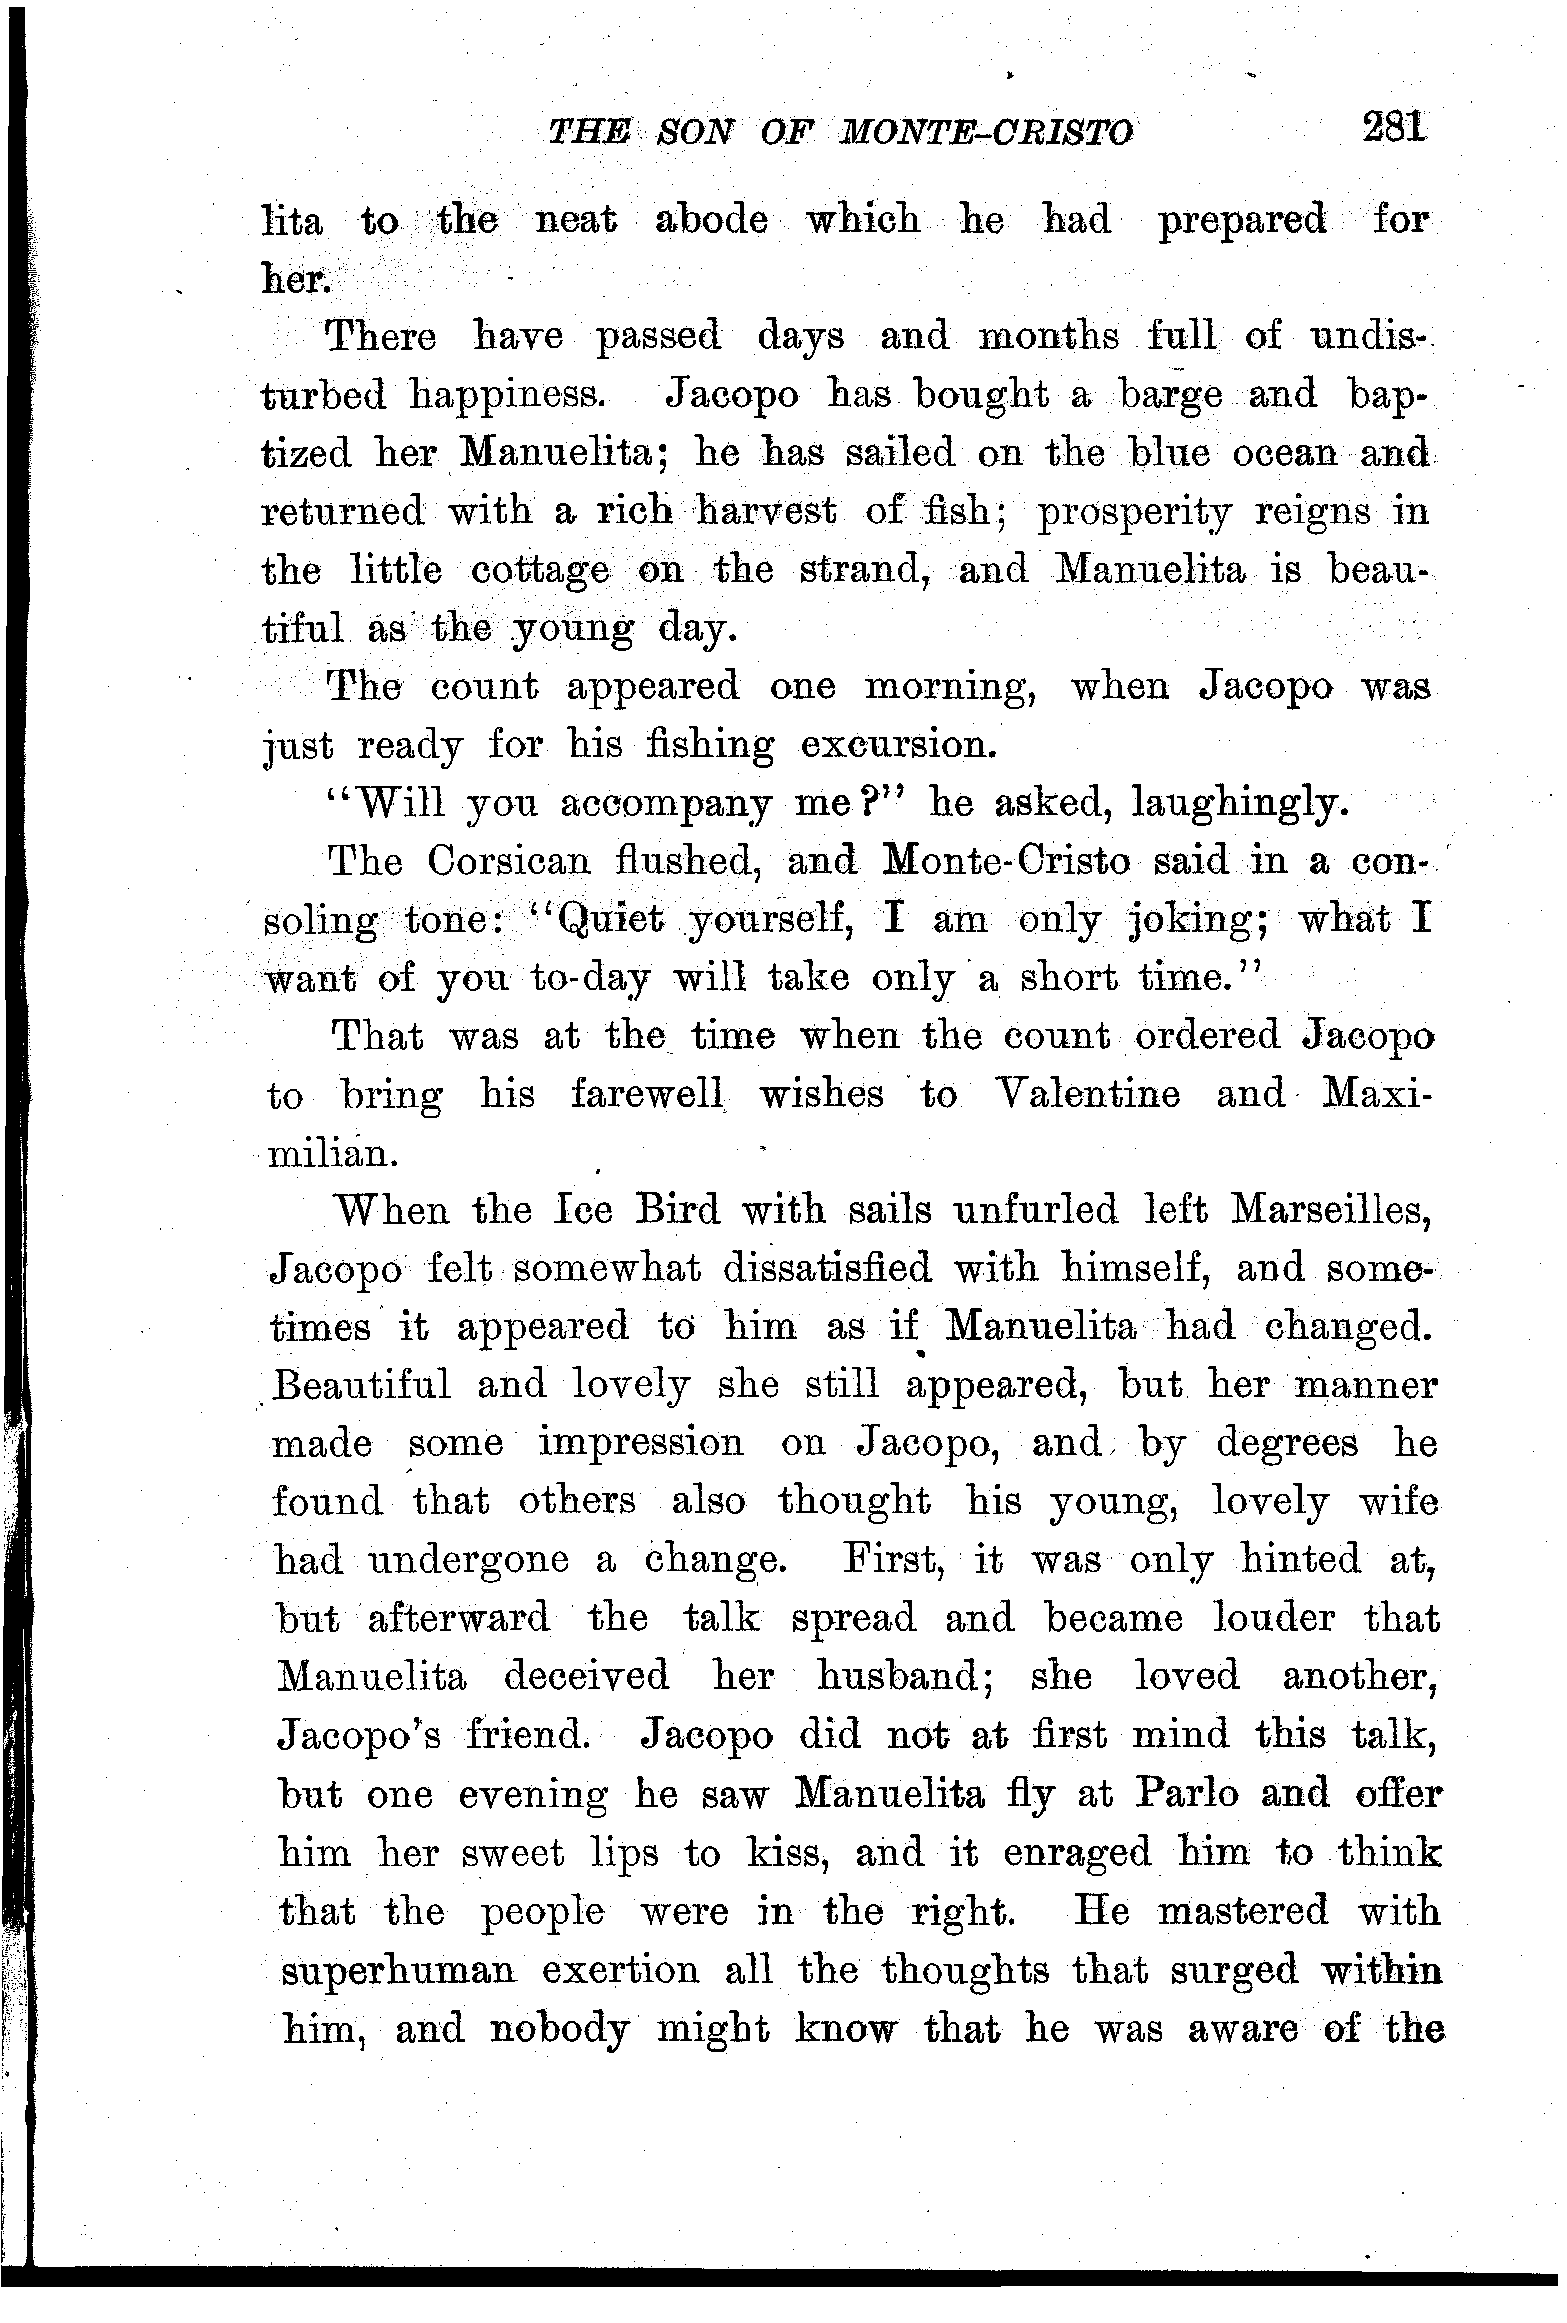 THE SON OF MONTE-CRISTO 281
lita to the neat abode which he had prepared for
her.
There have passed days and months full of undis-
turbed happiness. Jacopo has bought a barge and bap-
tized her Manuelita; he has sailed on the blue ocean and
returned with a rich harvest of fish; prosperity reigns in
the little cottage on the strand, and Manuelita is beau-
tiful as the young day.
The count appeared one morning, when Jacopo was
just ready for his fishing excursion.
"Will you accompany me?" he asked, laughingly.
The Corsican flushed, and Monte-Cristo said in a con-
soling tone: "Quiet yourself, I am only joking; what I
want of you to-day will take only a short time."
That was at the time when the count ordered Jacopo
to bring his farewell wishes to Valentine and Maxi-
milian.
When the Ice Bird with sails unfurled left Marseilles,
Jacopo felt somewhat dissatisfied with himself, and some-
times it appeared to him as if Manuelita had changed.
Beautiful and lovely she still appeared, but her manner
made some impression on Jacopo, and by degrees he
found that others also thought his young, lovely wife
had undergone a change. First, it was only hinted at,
but afterward the talk spread and became louder that
Manuelita deceived her husband; she loved another,
Jacopo's friend. Jacopo did not at first mind this talk,
but one evening he saw Manuelita fly at Parlo and offer
him her sweet lips to kiss, and it enraged him to think
that the people were in the right. He mastered with
superhuman exertion all the thoughts that surged within
him, and nobody might know that he was aware of the